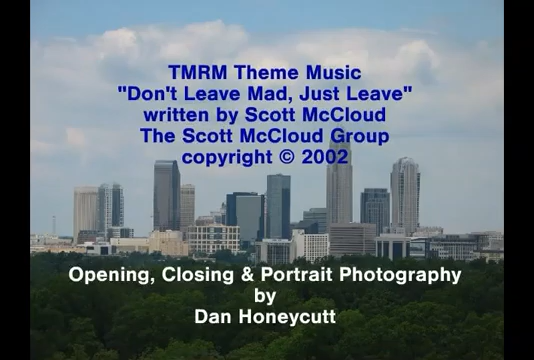 TMRM Theme Music
"Don't Leave Mad, Just Leave"
written by Scott McCloud
The Scott McCloud Group
copyright © 2002
Opening, Closing & Portrait Photography
by
Dan Honeycutt